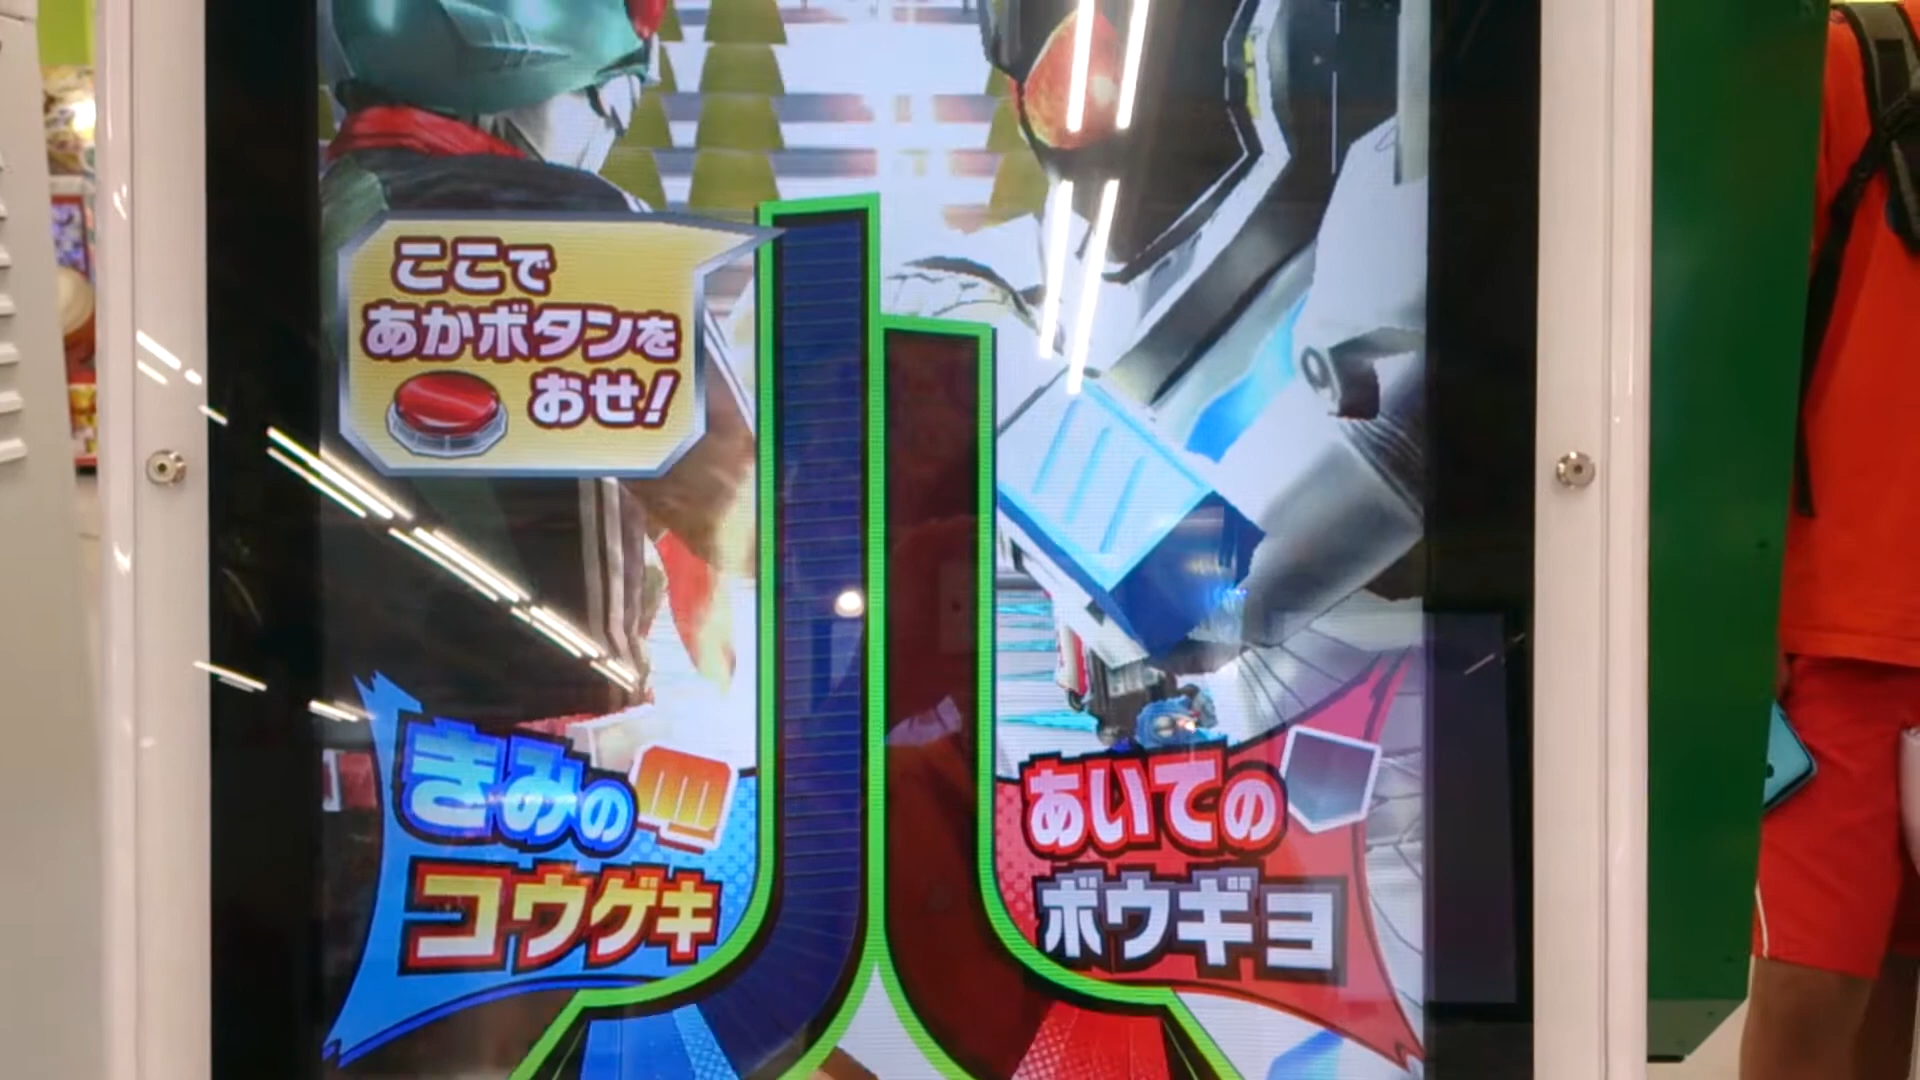 ここで
あかボタンを
おせ!
きみの
コウゲキ
あいての
ボウギョ